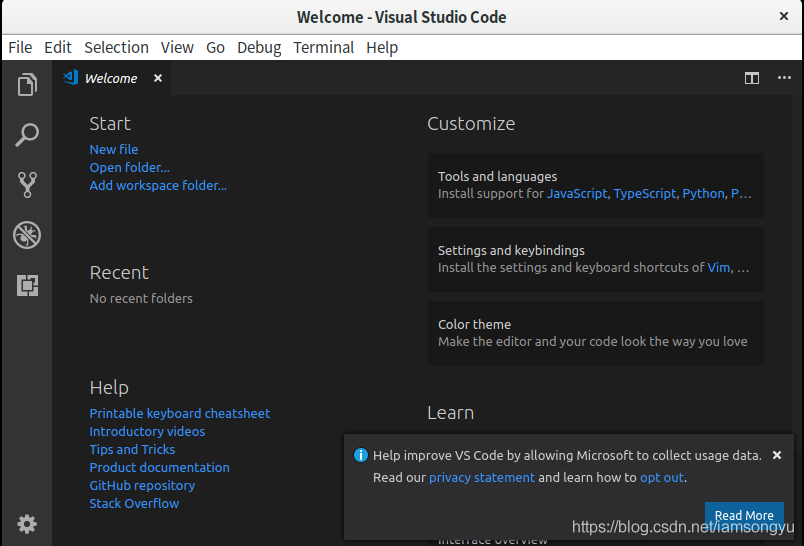 Welcome - Visual Studio Code
File Edit Selection View Go Debug Terminal Help
Welcome
Start
New file
Open folder...
Add workspace folder...
Recent
No recent folders
Help
Printable keyboard cheatsheet
Introductory videos
Tips and Tricks
Product documentation
GitHub repository
Stack Overflow
Customize
Tools and languages
Install support for JavaScript, TypeScript, Python, P...
Settings and keybindings
Install the settings and keyboard shortcuts of Vim, ...
Color theme
Make the editor and your code look the way you love
Learn
Help improve VS Code by allowing Microsoft to collect usage data.
Read our privacy statement and learn how to opt out.
Read More
https://blog.csdn.net/iamsongyu
Interface overview